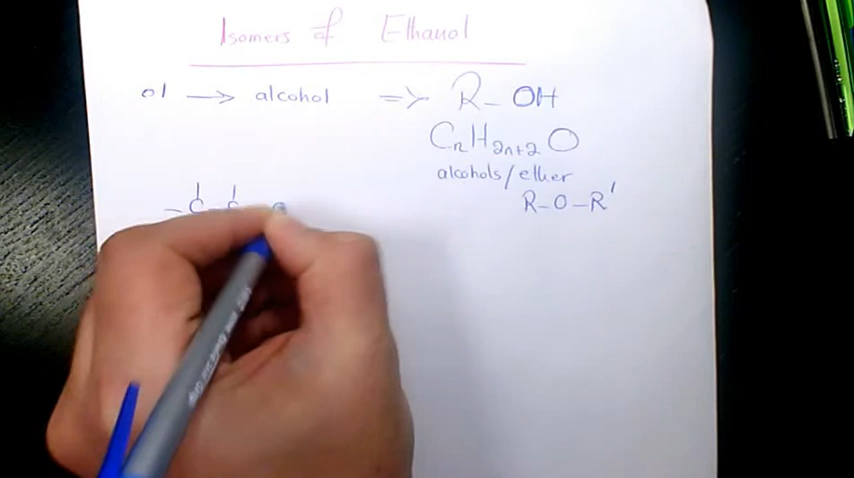 Isomers of Ethanol
ol → alcohol => R-OH
CnH2n+2O
alcohols/ether
R-O-R'
-C-C-O